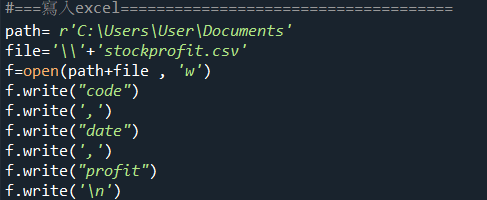 #===寫入excel=====================================
path= r'C:\Users\User\Documents'
file='\\'+'stockprofit.csv'
f=open(path+file , 'w')
f.write("code")
f.write(',')
f.write("date")
f.write(',')
f.write("profit")
f.write('\n')